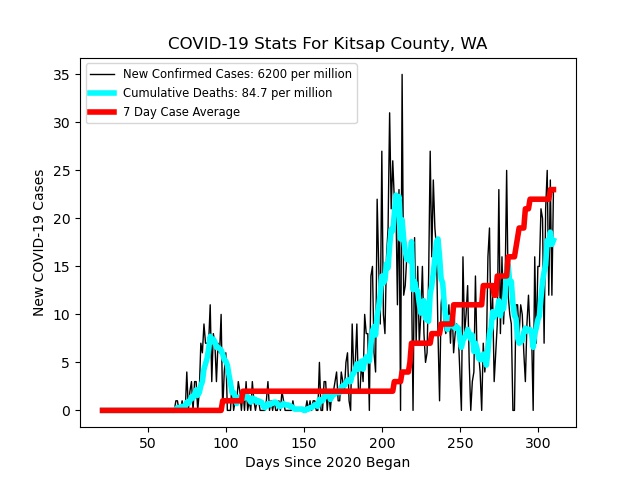 COVID-19 Stats For Kitsap County, WA
New Confirmed Cases: 6200 per million
Cumulative Deaths: 84.7 per million
7 Day Case Average
35
30
25
20
15
10
5
0
New COVID-19 Cases
50 100 150 200 250 300
Days Since 2020 Began